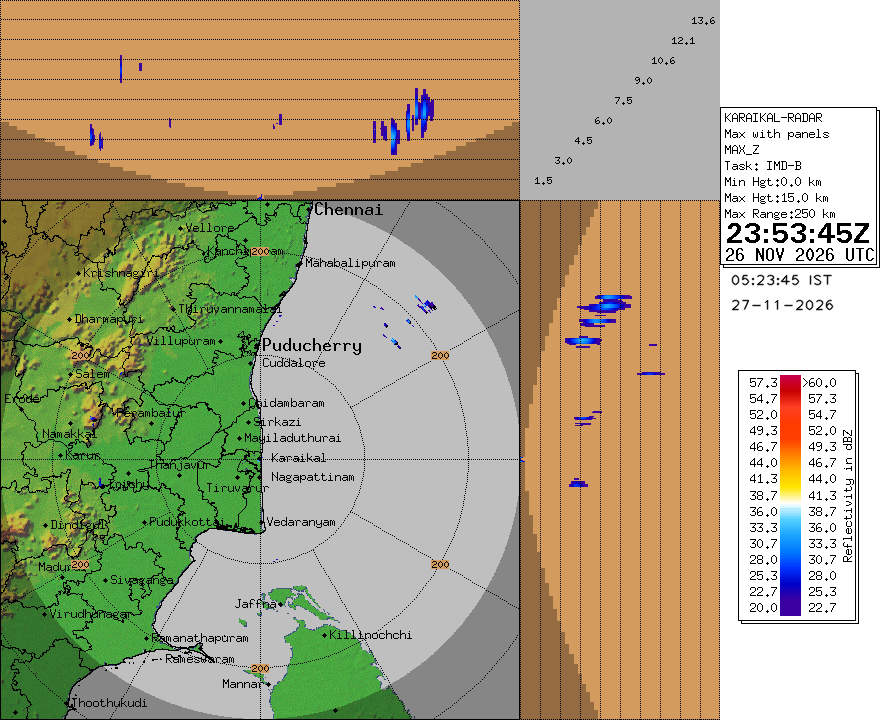 13.6
12.1
10.6
9.0
7.5
6.0
4.5
3.0
1.5
KARAIKAL-RADAR
Max with panels
MAX_Z
Task: IMD-B
Min Hgt:0.0 km
Max Hgt:15.0 km
Max Range:250 km
23:53:45Z
26 NOV 2026 UTC
05:23:45 IST
27-11-2026
Chennai
Vellore
200
Mahabalipuram
Krishnagiri
Thiruvannamalai
Dharmapuri
Villupuram
Puducherry
200
200
Cuddalore
Salem
Erode
Chidambaram
Perambalur
Sirkazi
Namakkal
Mayiladuthurai
Karur
Karaikal
Thanjavur
Nagapattinam
Tiruvarur
Dindigul
Pudukkottai
Vedaranyam
200
200
Sivaganga
Jaffna
Virudhunagar
Killinochchi
Ramanathapuram
Rameswaram
200
Mannar
Thoothukudi
57.3 >60.0
54.7 57.3
52.0 54.7
49.3 52.0
46.7 49.3
44.0 46.7
41.3 44.0
38.7 41.3
36.0 38.7
33.3 36.0
30.7 33.3
28.0 30.7
25.3 28.0
22.7 25.3
20.0 22.7
Reflectivity in dBZ